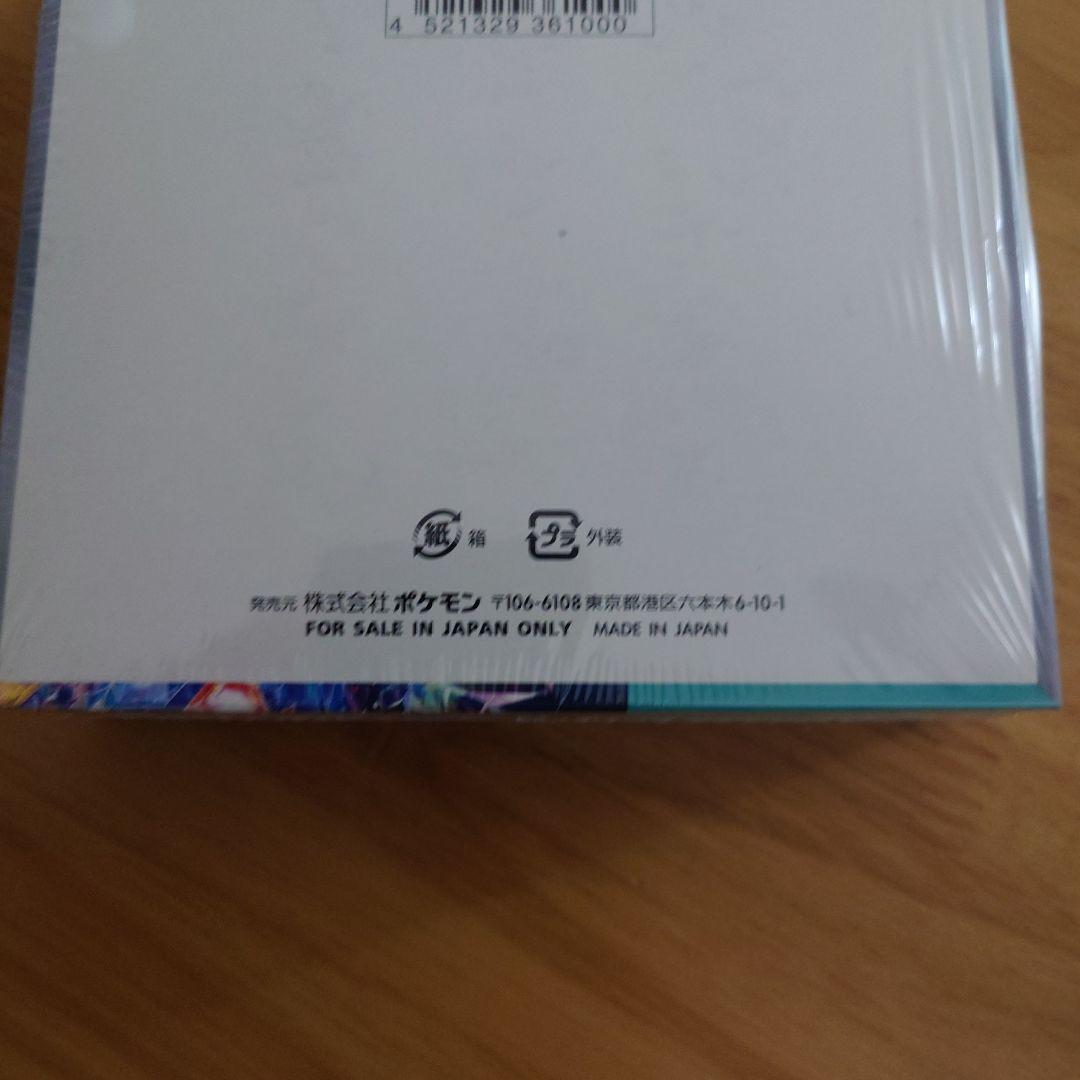 4 521329 361000
紙 箱 プラ 外装
発売元 株式会社 ポケモン 〒106-6108 東京都港区六本木6-10-1
FOR SALE IN JAPAN ONLY MADE IN JAPAN